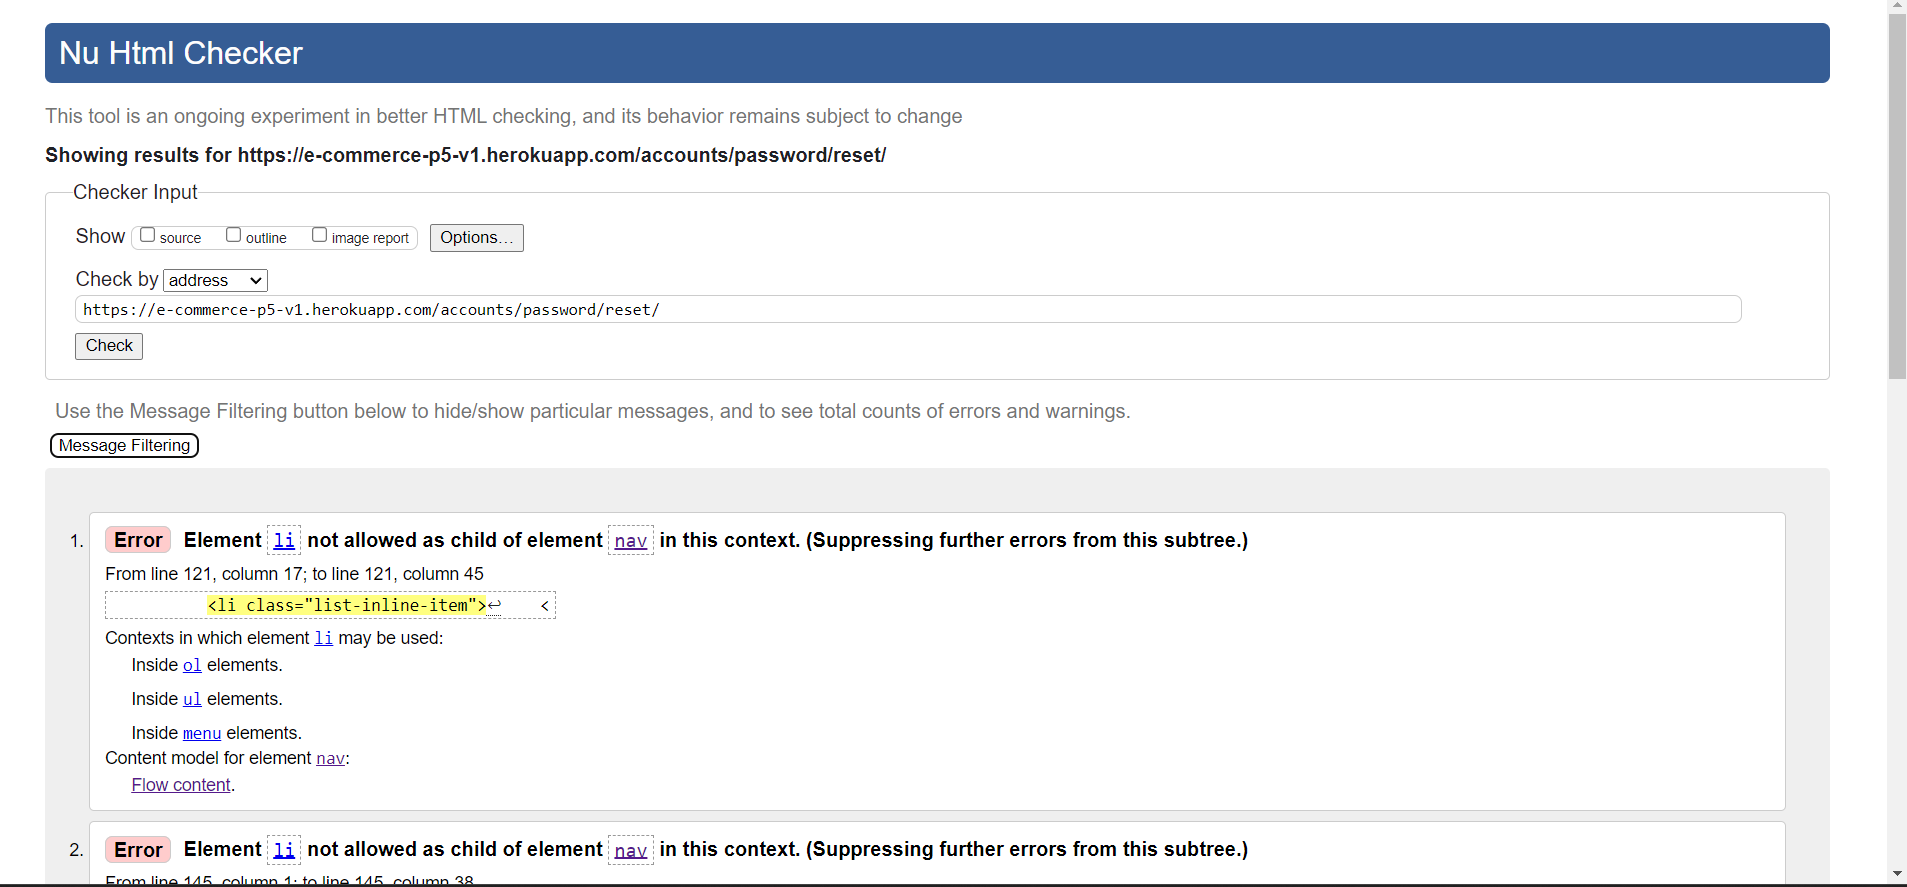 Nu Html Checker
This tool is an ongoing experiment in better HTML checking, and its behavior remains subject to change
Showing results for https://e-commerce-p5-v1.herokuapp.com/accounts/password/reset/
Checker Input
Show source outline image report Options...
Check by address
https://e-commerce-p5-v1.herokuapp.com/accounts/password/reset/
Check
Use the Message Filtering button below to hide/show particular messages, and to see total counts of errors and warnings.
Message Filtering
1. Error Element li not allowed as child of element nav in this context. (Suppressing further errors from this subtree.)
From line 121, column 17; to line 121, column 45
<li class="list-inline-item">↩ <
Contexts in which element li may be used:
Inside ol elements.
Inside ul elements.
Inside menu elements.
Content model for element nav:
Flow content.
2. Error Element li not allowed as child of element nav in this context. (Suppressing further errors from this subtree.)
From line 145, column 1; to line 145, column 38